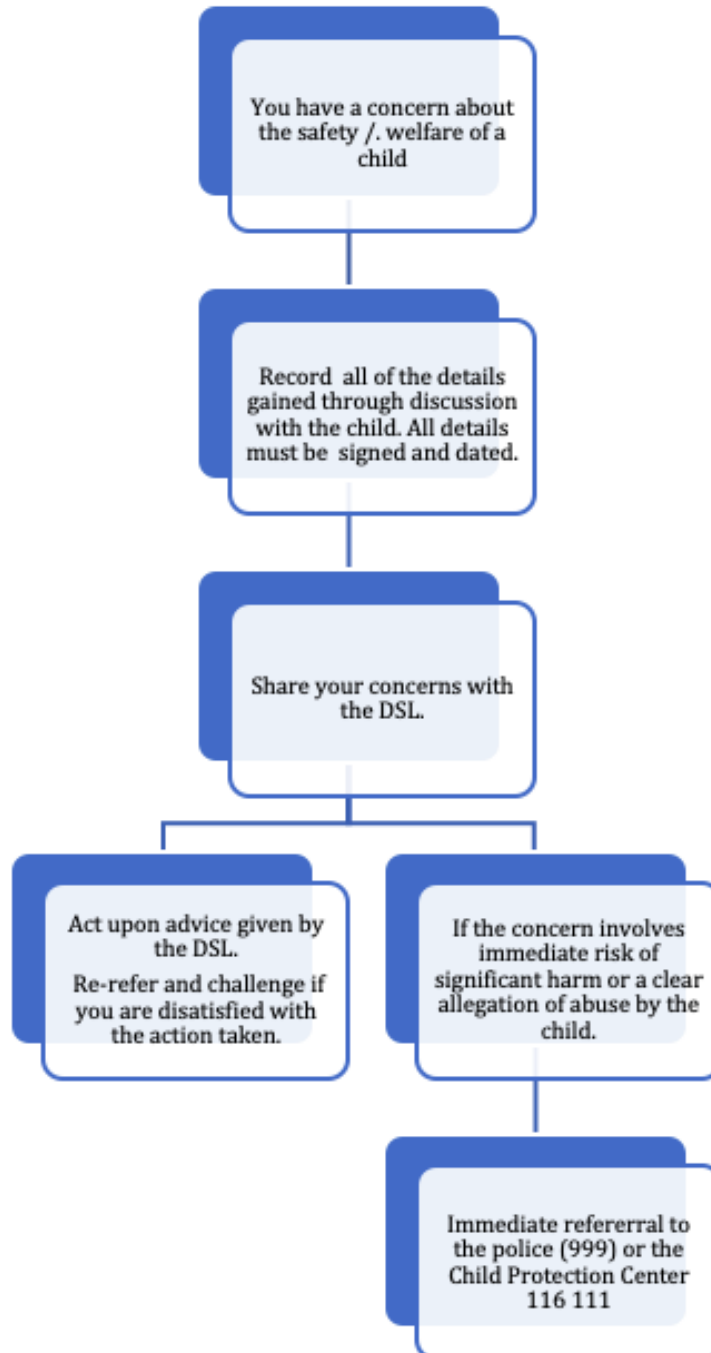 You have a concern about
the safety /. welfare of a
child
Record all of the details
gained through discussion
with the child. All details
must be signed and dated.
Share your concerns with
the DSL.
Act upon advice given by
the DSL.
Re-refer and challenge if
you are disatisfied with
the action taken.
If the concern involves
immediate risk of
significant harm or a clear
allegation of abuse by the
child.
Immediate refererral to
the police (999) or the
Child Protection Center
116 111